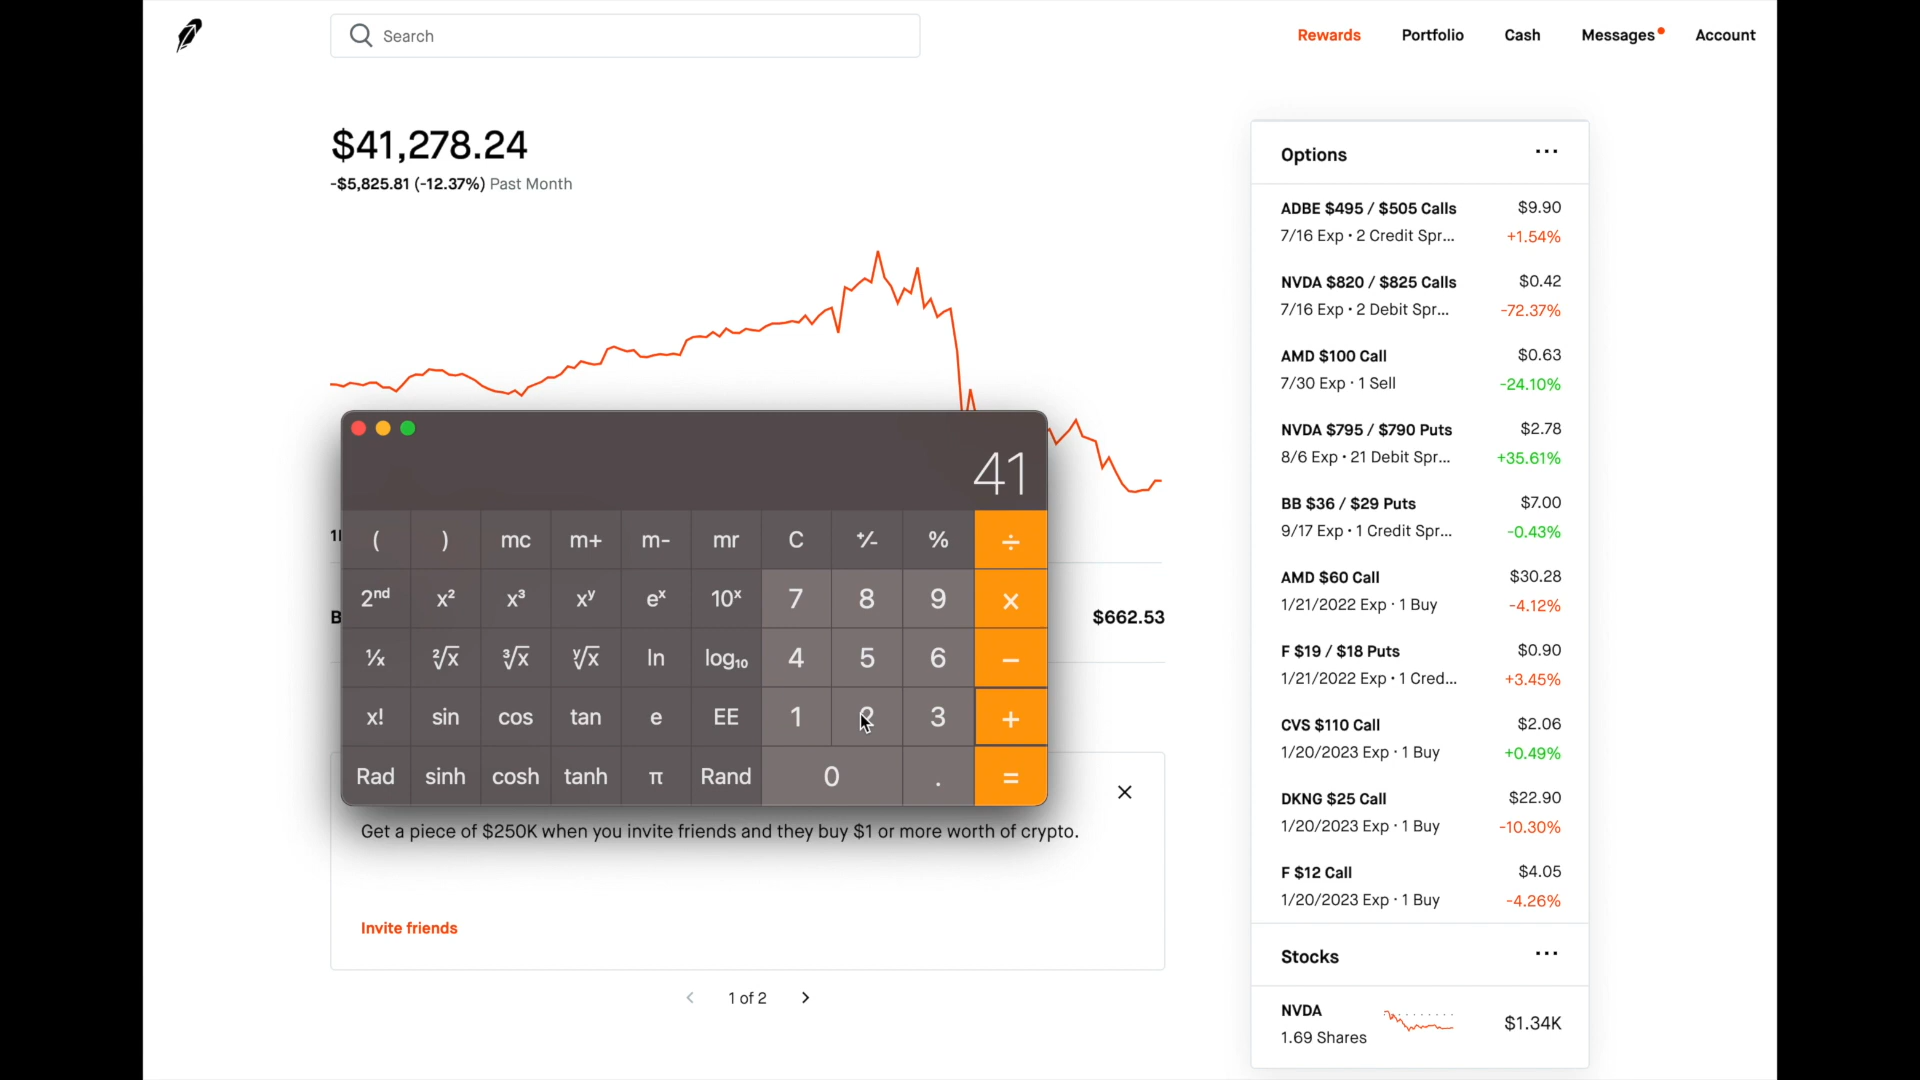 Search
Rewards
Portfolio
Cash
Messages
Account
$41,278.24
-$5,825.81 (-12.37%) Past Month
41
( ) mc m+ m- mr C +/- % ÷
2nd x² x³ xʸ eˣ 10ˣ 7 8 9 ×
1/x ²√x ³√x ʸ√x ln log₁₀ 4 5 6 −
x! sin cos tan e EE 1 2 3 +
Rad sinh cosh tanh π Rand 0 . =
$662.53
Get a piece of $250K when you invite friends and they buy $1 or more worth of crypto.
Invite friends
1 of 2
Options
ADBE $495 / $505 Calls $9.90
7/16 Exp · 2 Credit Spr... +1.54%
NVDA $820 / $825 Calls $0.42
7/16 Exp · 2 Debit Spr... -72.37%
AMD $100 Call $0.63
7/30 Exp · 1 Sell -24.10%
NVDA $795 / $790 Puts $2.78
8/6 Exp · 21 Debit Spr... +35.61%
BB $36 / $29 Puts $7.00
9/17 Exp · 1 Credit Spr... -0.43%
AMD $60 Call $30.28
1/21/2022 Exp · 1 Buy -4.12%
F $19 / $18 Puts $0.90
1/21/2022 Exp · 1 Cred... +3.45%
CVS $110 Call $2.06
1/20/2023 Exp · 1 Buy +0.49%
DKNG $25 Call $22.90
1/20/2023 Exp · 1 Buy -10.30%
F $12 Call $4.05
1/20/2023 Exp · 1 Buy -4.26%
Stocks
NVDA
1.69 Shares
$1.34K